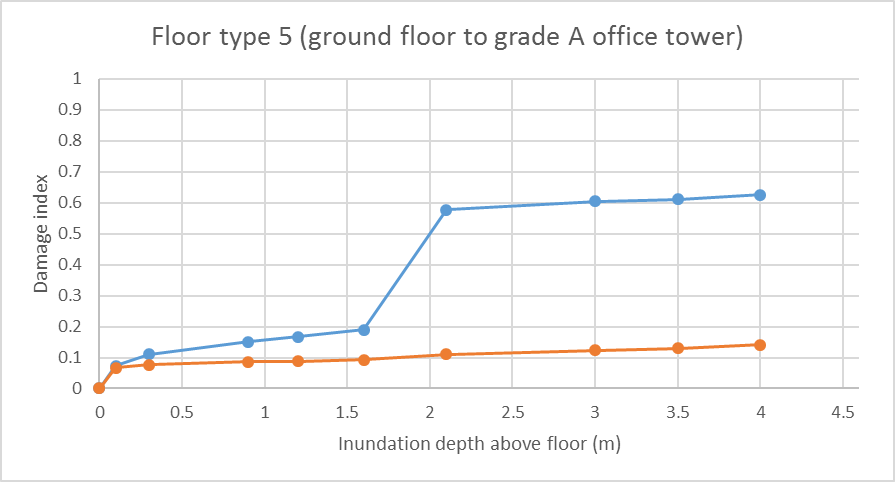 Floor type 5 (ground floor to grade A office tower)
1
0.9
0.8
0.7
0.6
0.5
0.4
0.3
0.2
0.1
0
Damage index
0 0.5 1 1.5 2 2.5 3 3.5 4 4.5
Inundation depth above floor (m)